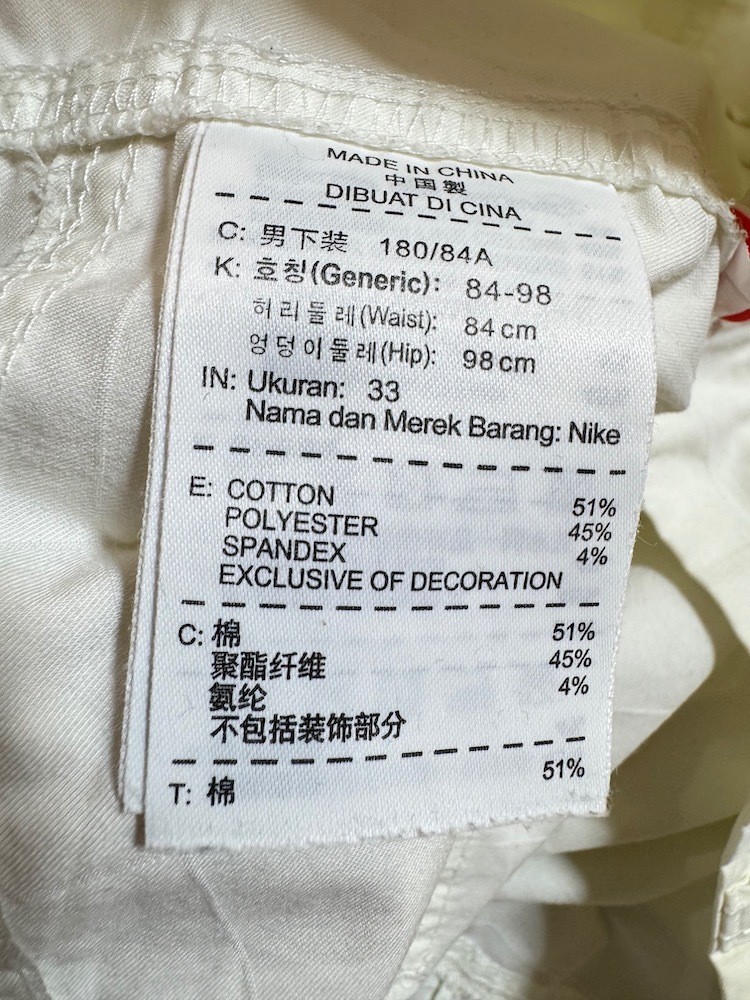 MADE IN CHINA
中国製
DIBUAT DI CINA
C: 男下装 180/84A
K: 호칭(Generic): 84-98
허리둘레(Waist): 84 cm
엉덩이둘레(Hip): 98 cm
IN: Ukuran: 33
Nama dan Merek Barang: Nike
E: COTTON 51%
POLYESTER 45%
SPANDEX 4%
EXCLUSIVE OF DECORATION
C: 棉 51%
聚酯纤维 45%
氨纶 4%
不包括装饰部分
T: 棉 51%